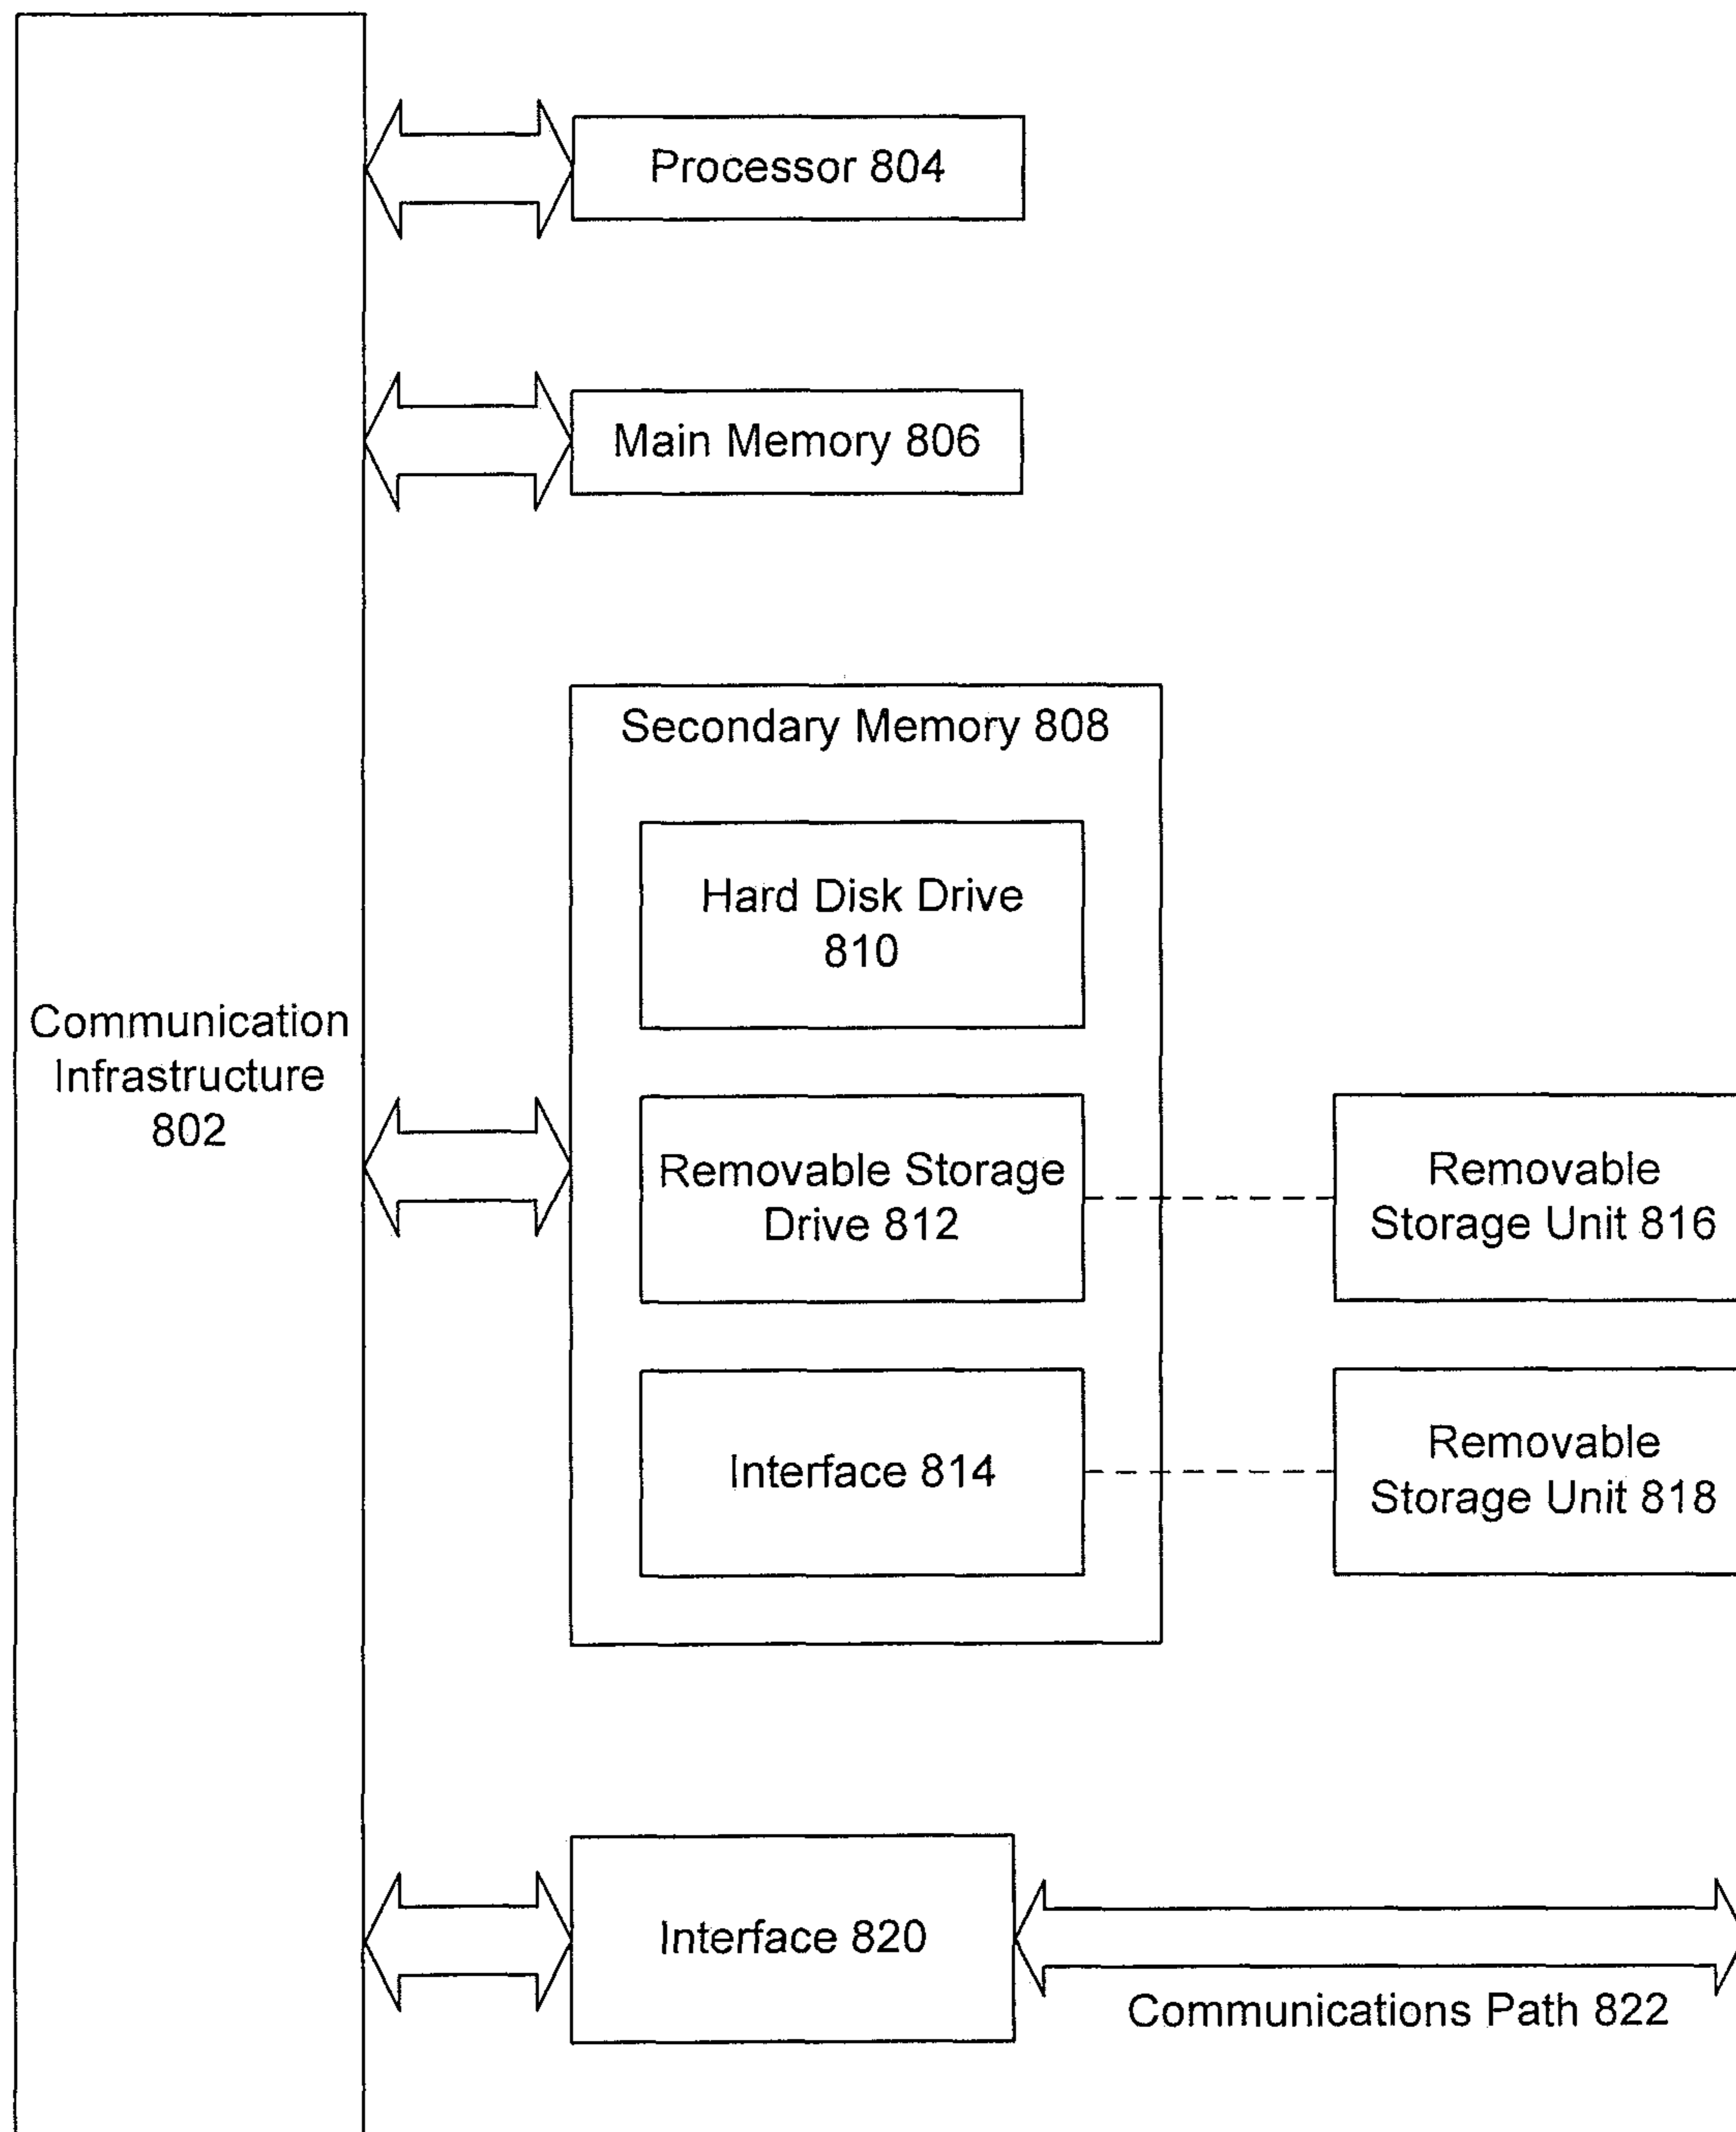 Processor 804
Main Memory 806
Secondary Memory 808
Hard Disk Drive
810
Communication
Infrastructure
802
Removable Storage
Drive 812
Removable
Storage Unit 816
Interface 814
Removable
Storage Unit 818
Interface 820
Communications Path 822